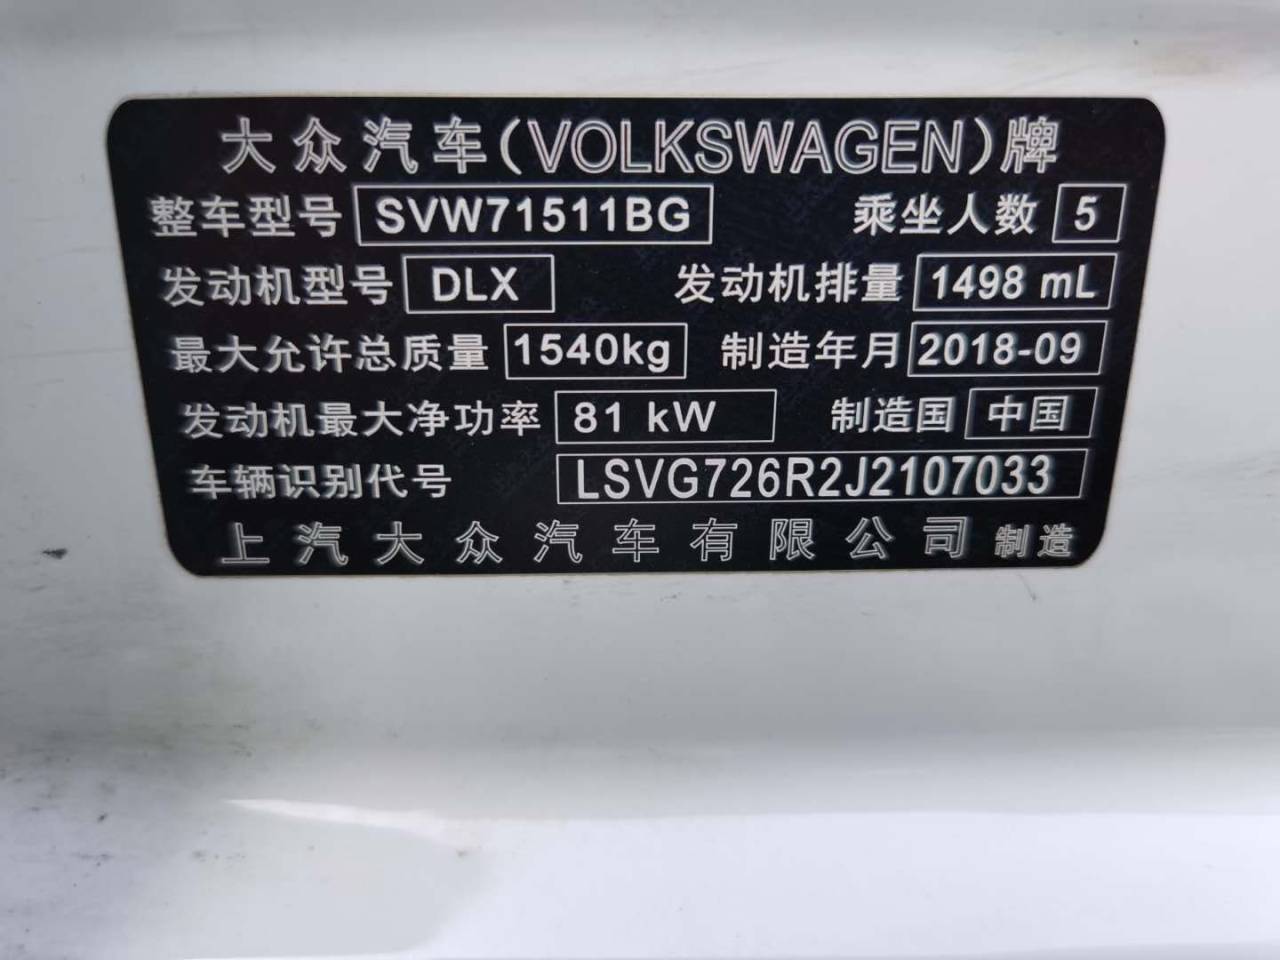 大众汽车(VOLKSWAGEN)牌
整车型号 SVW71511BG 乘坐人数 5
发动机型号 DLX 发动机排量 1498 mL
最大允许总质量 1540kg 制造年月 2018-09
发动机最大净功率 81 kW 制造国 中国
车辆识别代号 LSVG726R2J2107033
上汽大众汽车有限公司 制造